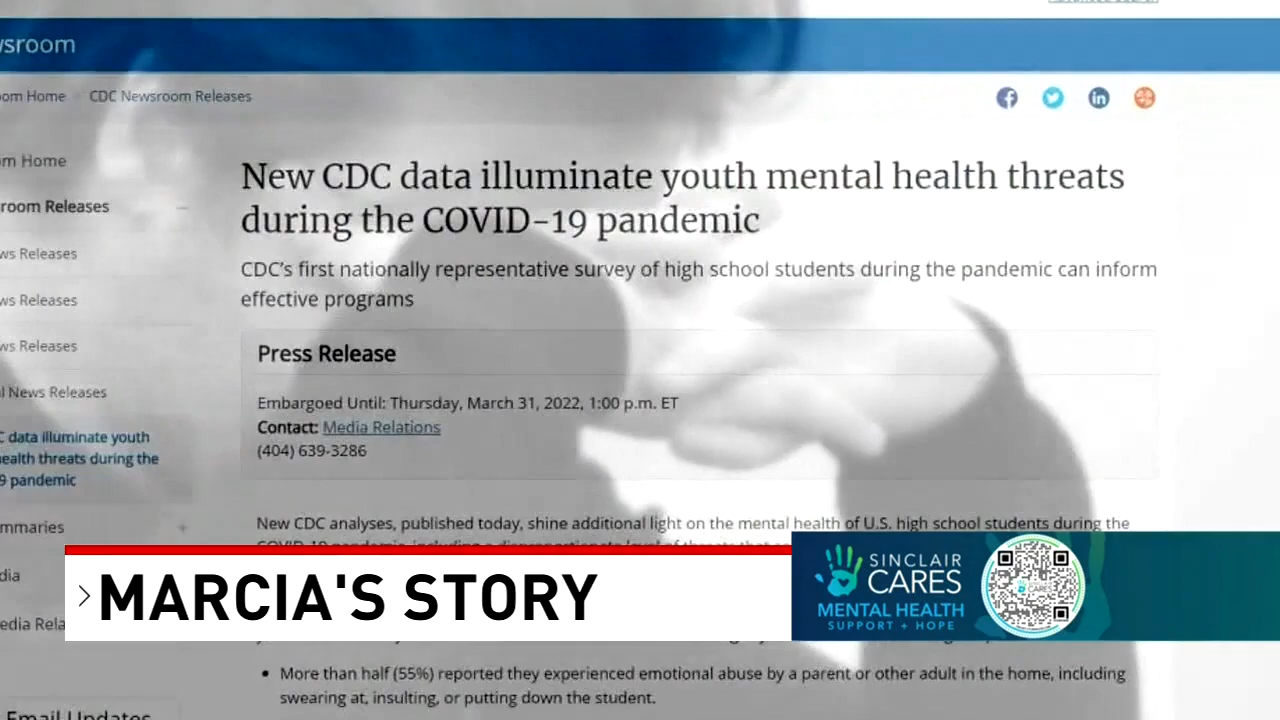 sroom
om Home
CDC Newsroom Releases
m Home
room Releases
ws Releases
ws Releases
ws Releases
l News Releases
C data illuminate youth
ealth threats during the
9 pandemic
mmaries
dia
edia Rela
Email Updates
New CDC data illuminate youth mental health threats
during the COVID-19 pandemic
CDC's first nationally representative survey of high school students during the pandemic can inform
effective programs
Press Release
Embargoed Until: Thursday, March 31, 2022, 1:00 p.m. ET
Contact: Media Relations
(404) 639-3286
New CDC analyses, published today, shine additional light on the mental health of U.S. high school students during the
More than half (55%) reported they experienced emotional abuse by a parent or other adult in the home, including
swearing at, insulting, or putting down the student.
MARCIA'S STORY
SINCLAIR
CARES
MENTAL HEALTH
SUPPORT + HOPE